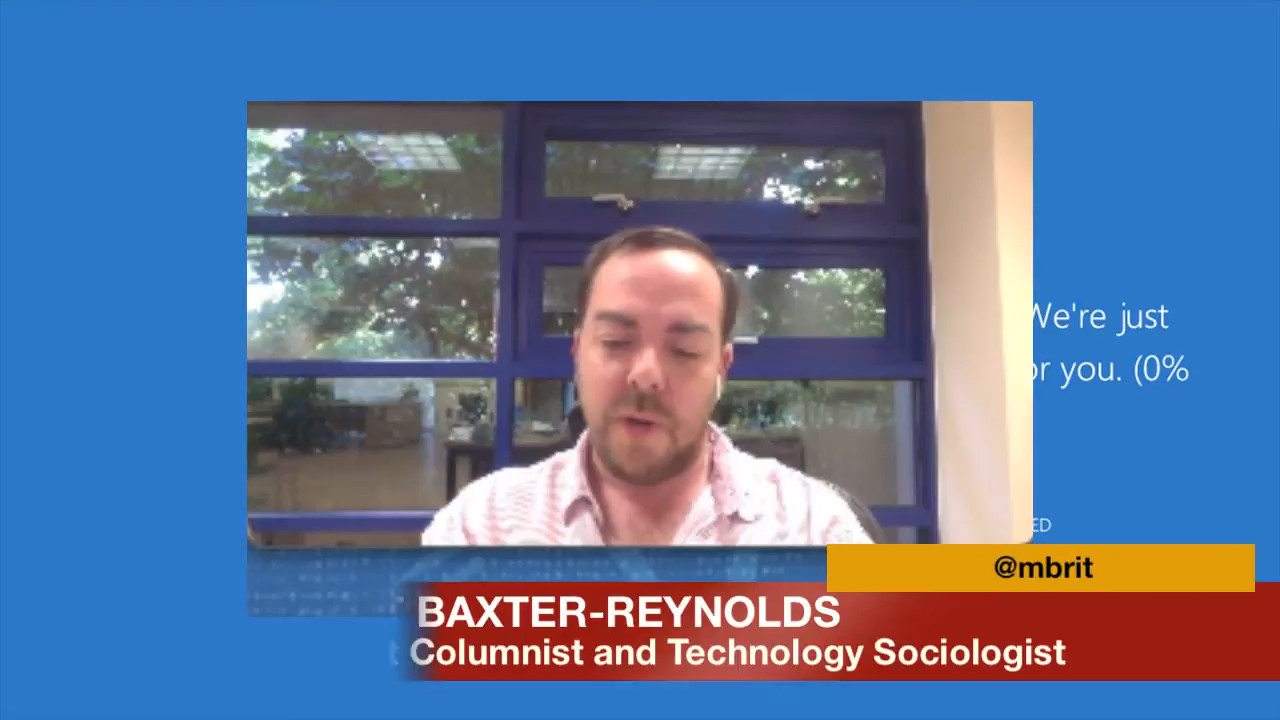 We're just
or you. (0%
ED
@mbrit
BAXTER-REYNOLDS
Columnist and Technology Sociologist